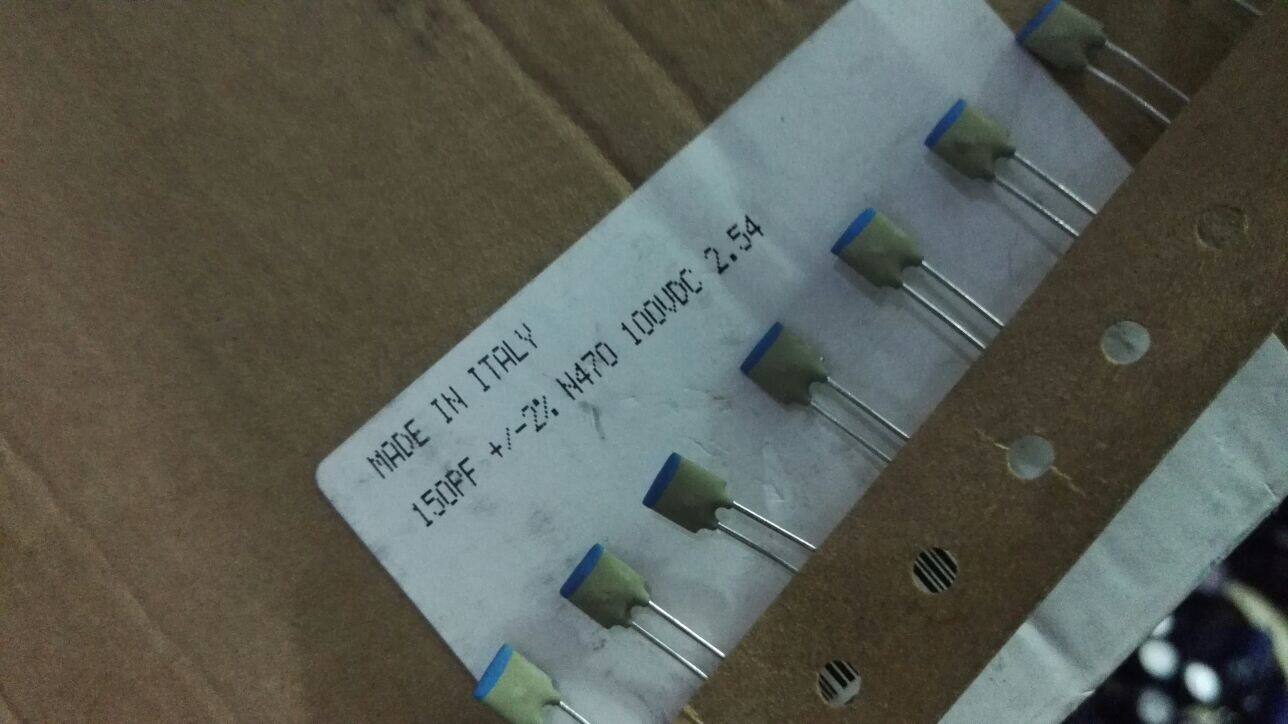 MADE IN ITALY
150PF +/-2% N470 100VDC 2.54